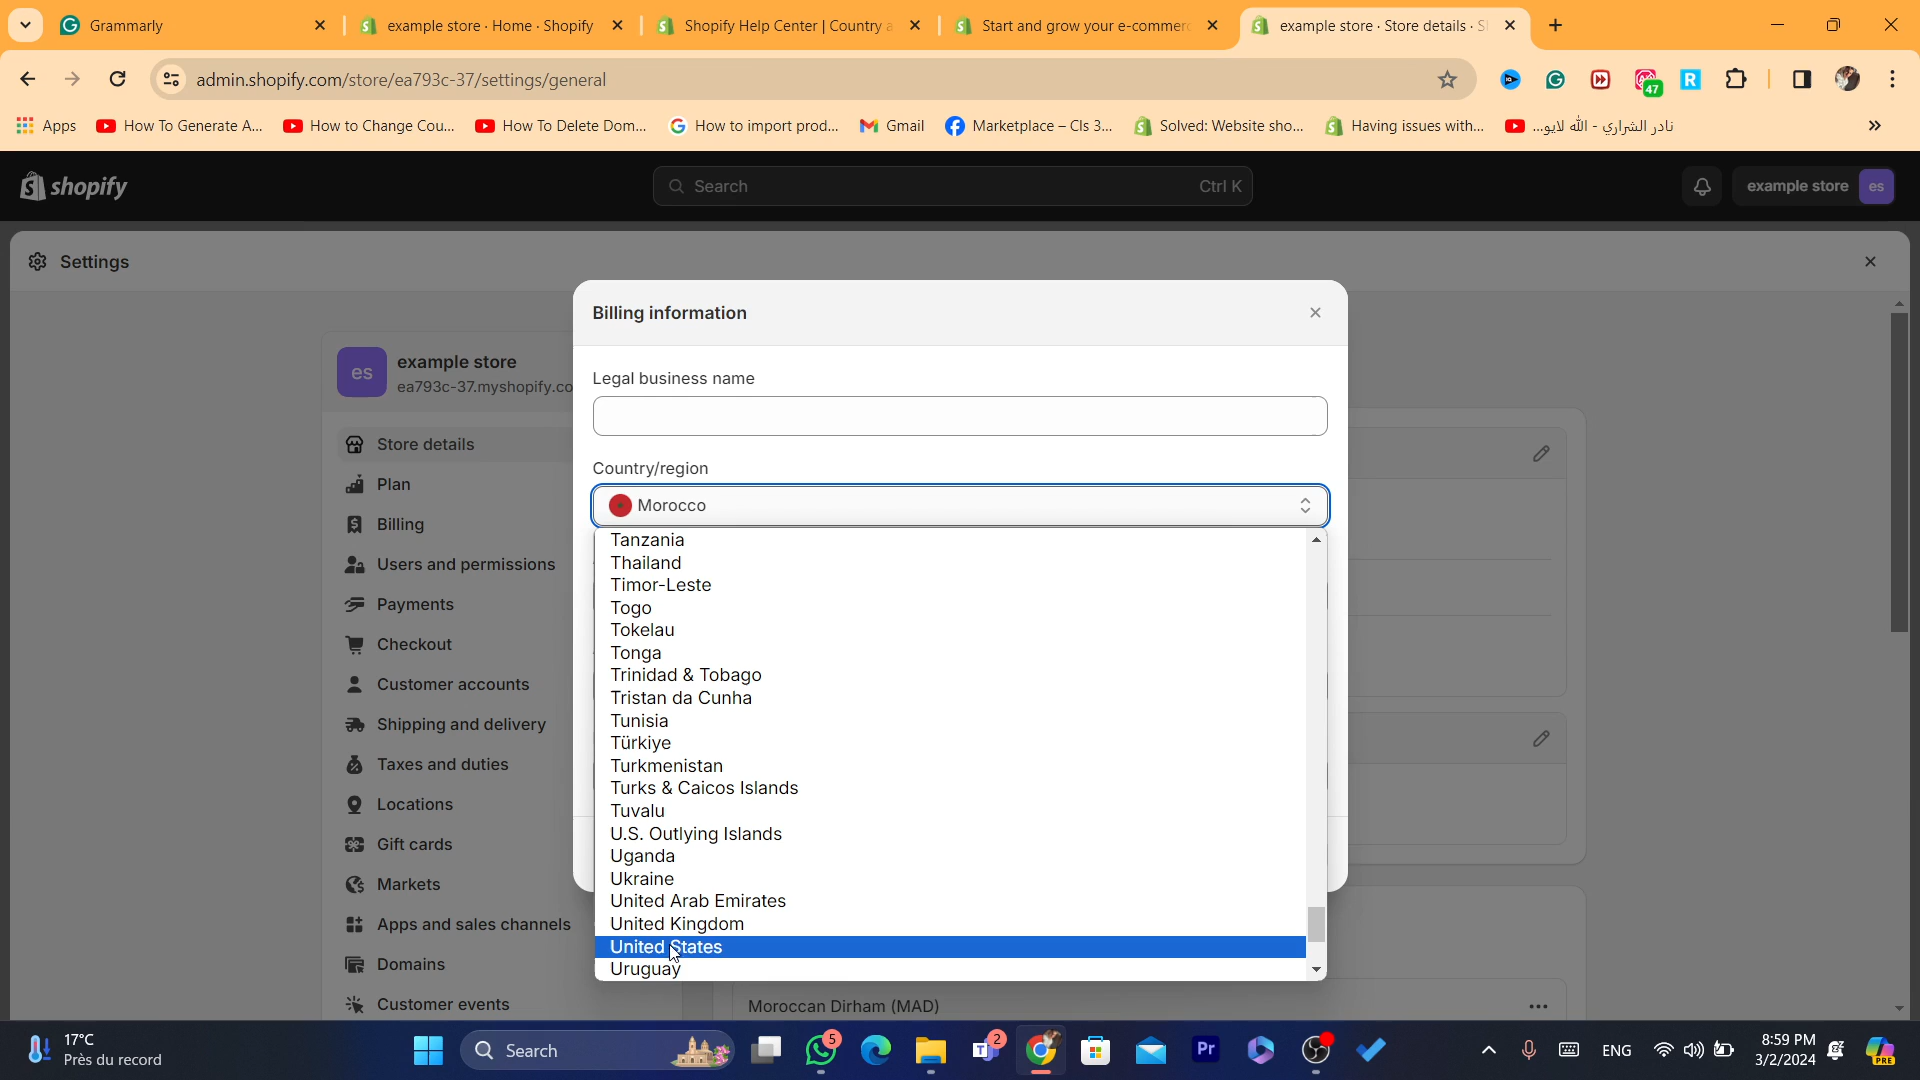 Grammarly
example store · Home · Shopify
Shopify Help Center | Country a
Start and grow your e-commerc
example store · Store details · S
admin.shopify.com/store/ea793c-37/settings/general
47
Apps
How To Generate A...
How to Change Cou...
How To Delete Dom...
How to import prod...
Gmail
Marketplace – Cls 3...
Solved: Website sho...
Having issues with...
نادر الشراري - الله لايو...
shopify
Search
Ctrl K
example store
es
Settings
es
example store
ea793c-37.myshopify.co
Store details
Plan
Billing
Users and permissions
Payments
Checkout
Customer accounts
Shipping and delivery
Taxes and duties
Locations
Gift cards
Markets
Apps and sales channels
Domains
Customer events
Billing information
Legal business name
Country/region
Morocco
Tanzania
Thailand
Timor-Leste
Togo
Tokelau
Tonga
Trinidad & Tobago
Tristan da Cunha
Tunisia
Türkiye
Turkmenistan
Turks & Caicos Islands
Tuvalu
U.S. Outlying Islands
Uganda
Ukraine
United Arab Emirates
United Kingdom
United States
Uruguay
Moroccan Dirham (MAD)
17°C
Près du record
Search
5
2
Pr
ENG
8:59 PM
3/2/2024
PRE